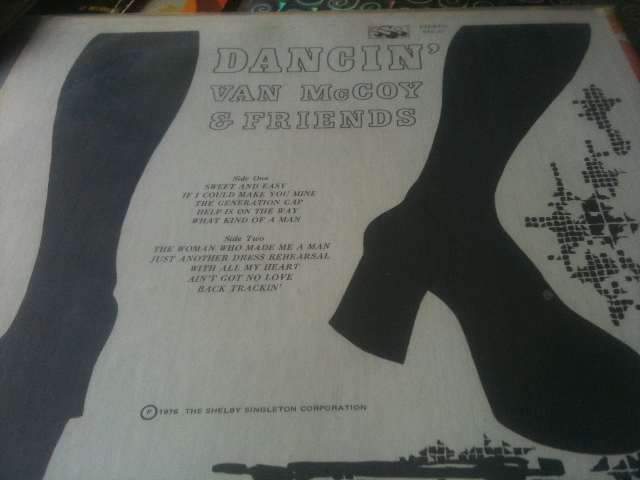 STEREO
DANCIN'
VAN McCOY
& FRIENDS
Side One
SWEET AND EASY
IF I COULD MAKE YOU MINE
THE GENERATION GAP
HELP IS ON THE WAY
WHAT KIND OF A MAN
Side Two
THE WOMAN WHO MADE ME A MAN
JUST ANOTHER DRESS REHEARSAL
WITH ALL MY HEART
AIN'T GOT NO LOVE
BACK TRACKIN'
℗ 1976 THE SHELBY SINGLETON CORPORATION